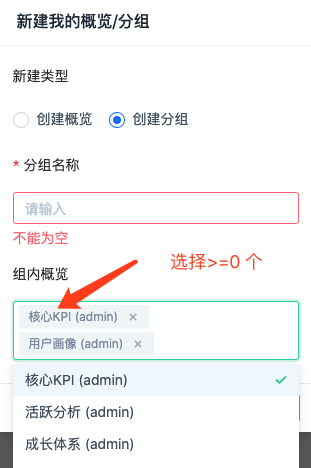 新建我的概览/分组
新建类型
创建概览 创建分组
* 分组名称
请输入
不能为空
选择>=0 个
组内概览
核心KPI (admin) ×
用户画像 (admin) ×
核心KPI (admin)
活跃分析 (admin)
成长体系 (admin)